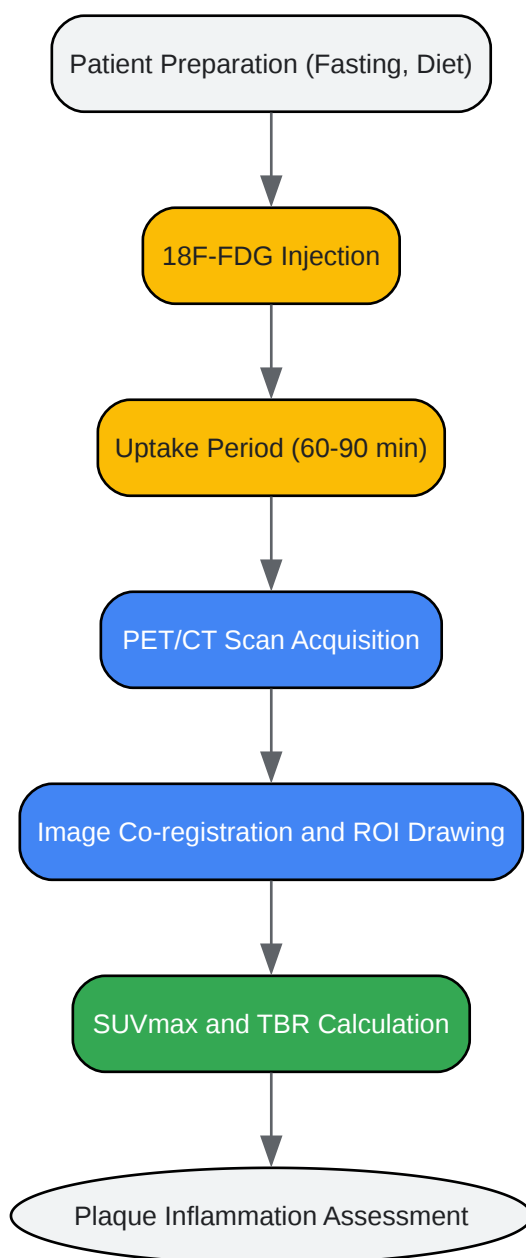 Patient Preparation (Fasting, Diet)
18F-FDG Injection
Uptake Period (60-90 min)
PET/CT Scan Acquisition
Image Co-registration and ROI Drawing
SUVmax and TBR Calculation
Plaque Inflammation Assessment